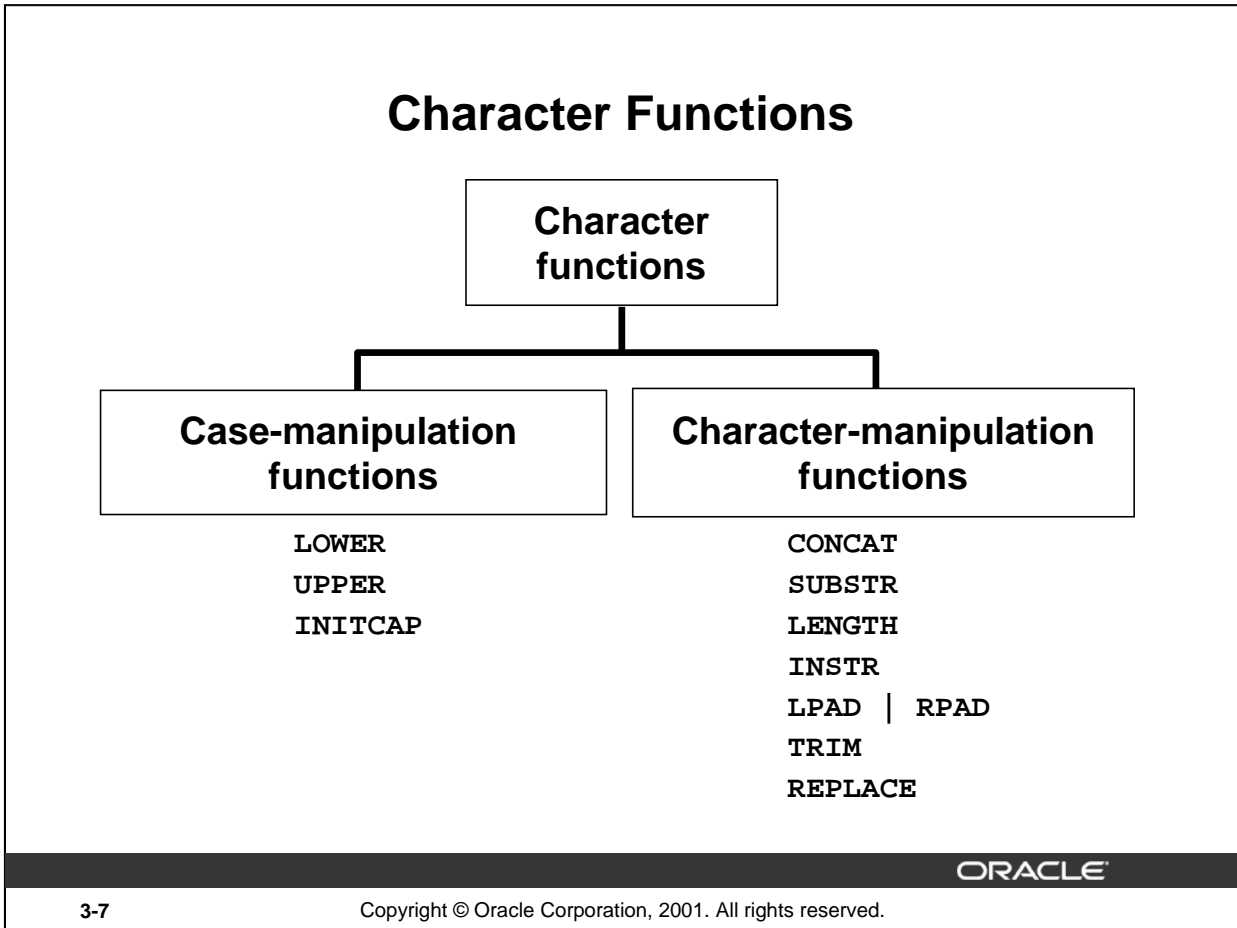 Character Functions
Character
functions
Case-manipulation
functions
Character-manipulation
functions
LOWER
UPPER
INITCAP
CONCAT
SUBSTR
LENGTH
INSTR
LPAD | RPAD
TRIM
REPLACE
ORACLE
3-7
Copyright © Oracle Corporation, 2001. All rights reserved.